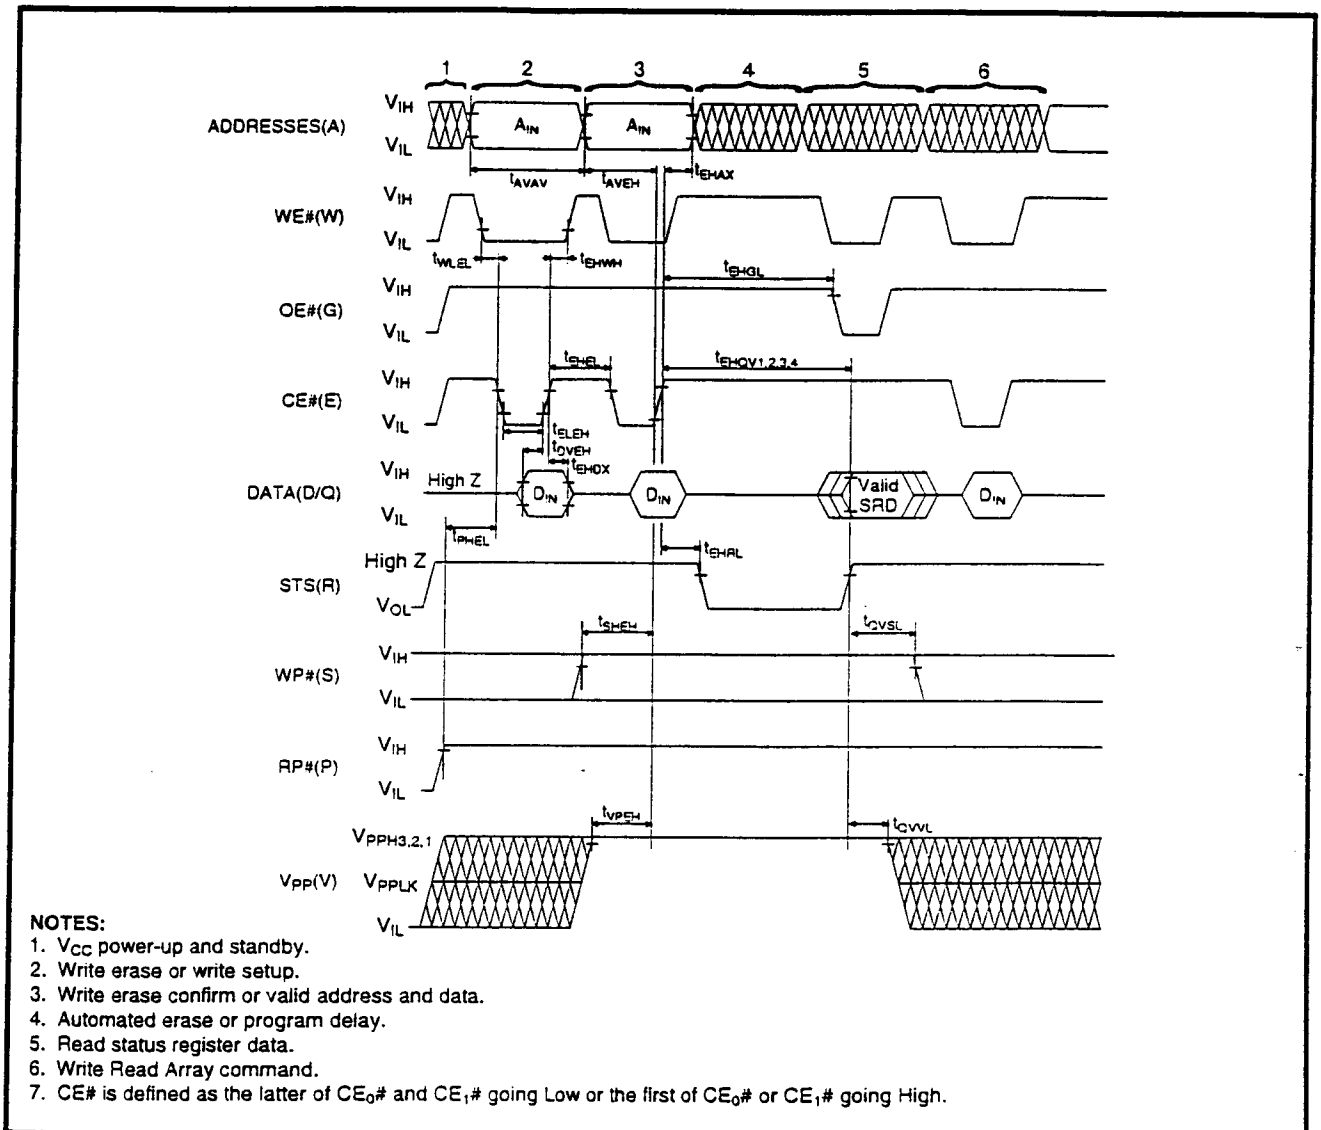 1 2 3 4 5 6
ADDRESSES(A) VIH AIN AIN
VIL
tAVAV tAVEH tEHAX
WE#(W) VIH
VIL
tWLEL tEHWH
tEHGL
OE#(G) VIH
VIL
tEHEL tEHQV1,2,3,4
CE#(E) VIH
VIL
tELEH
tDVEH
tEHDX
DATA(D/Q) VIH High Z DIN DIN Valid SRD DIN
VIL
tPHEL
tEHRL
STS(R) High Z
VOL
tSHEH tQVSL
WP#(S) VIH
VIL
RP#(P) VIH
VIL
tVPEH tQVVL
VPP(V) VPPH3,2,1
VPPLK
VIL
NOTES:
1. VCC power-up and standby.
2. Write erase or write setup.
3. Write erase confirm or valid address and data.
4. Automated erase or program delay.
5. Read status register data.
6. Write Read Array command.
7. CE# is defined as the latter of CE0# and CE1# going Low or the first of CE0# or CE1# going High.